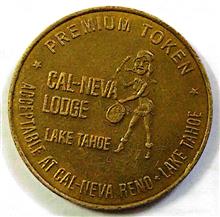 PREMIUM TOKEN
CAL-NEVA
LODGE
LAKE TAHOE
ACCEPTABLE AT CAL-NEVA, RENO - LAKE TAHOE